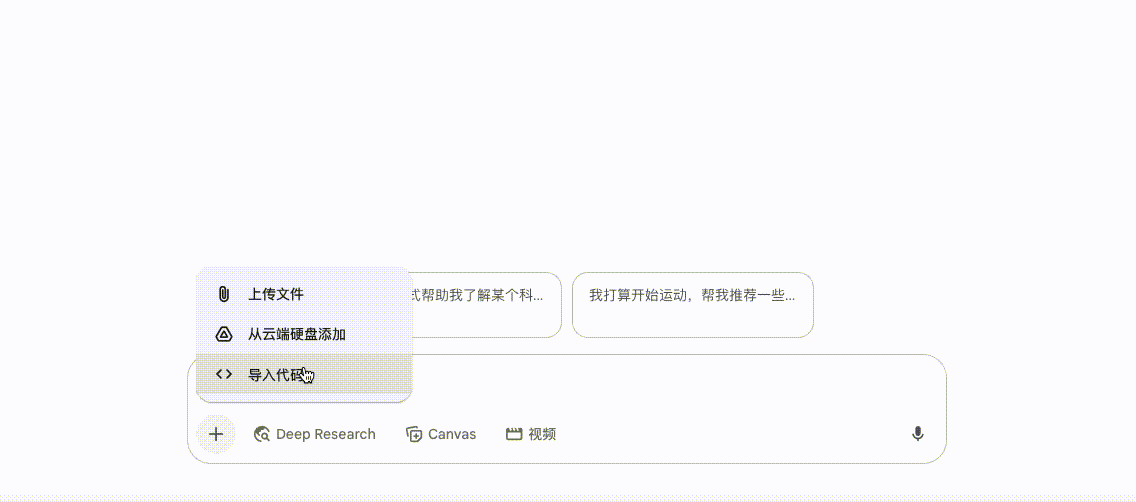 上传文件
式帮助我了解某个科...
我打算开始运动，帮我推荐一些...
从云端硬盘添加
导入代码
Deep Research
Canvas
视频